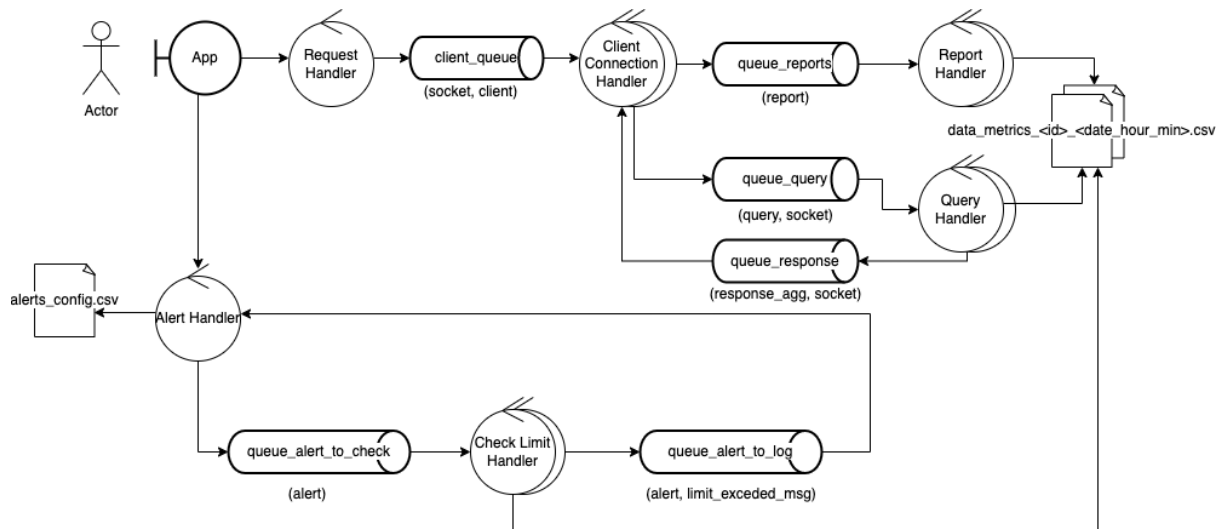 App
Actor
Request
Handler
client_queue
(socket, client)
Client
Connection
Handler
queue_reports
(report)
Report
Handler
data_metrics_<id>_<date_hour_min>.csv
queue_query
(query, socket)
Query
Handler
queue_response
(response_agg, socket)
alerts_config.csv
Alert Handler
queue_alert_to_check
(alert)
Check Limit
Handler
queue_alert_to_log
(alert, limit_exceded_msg)